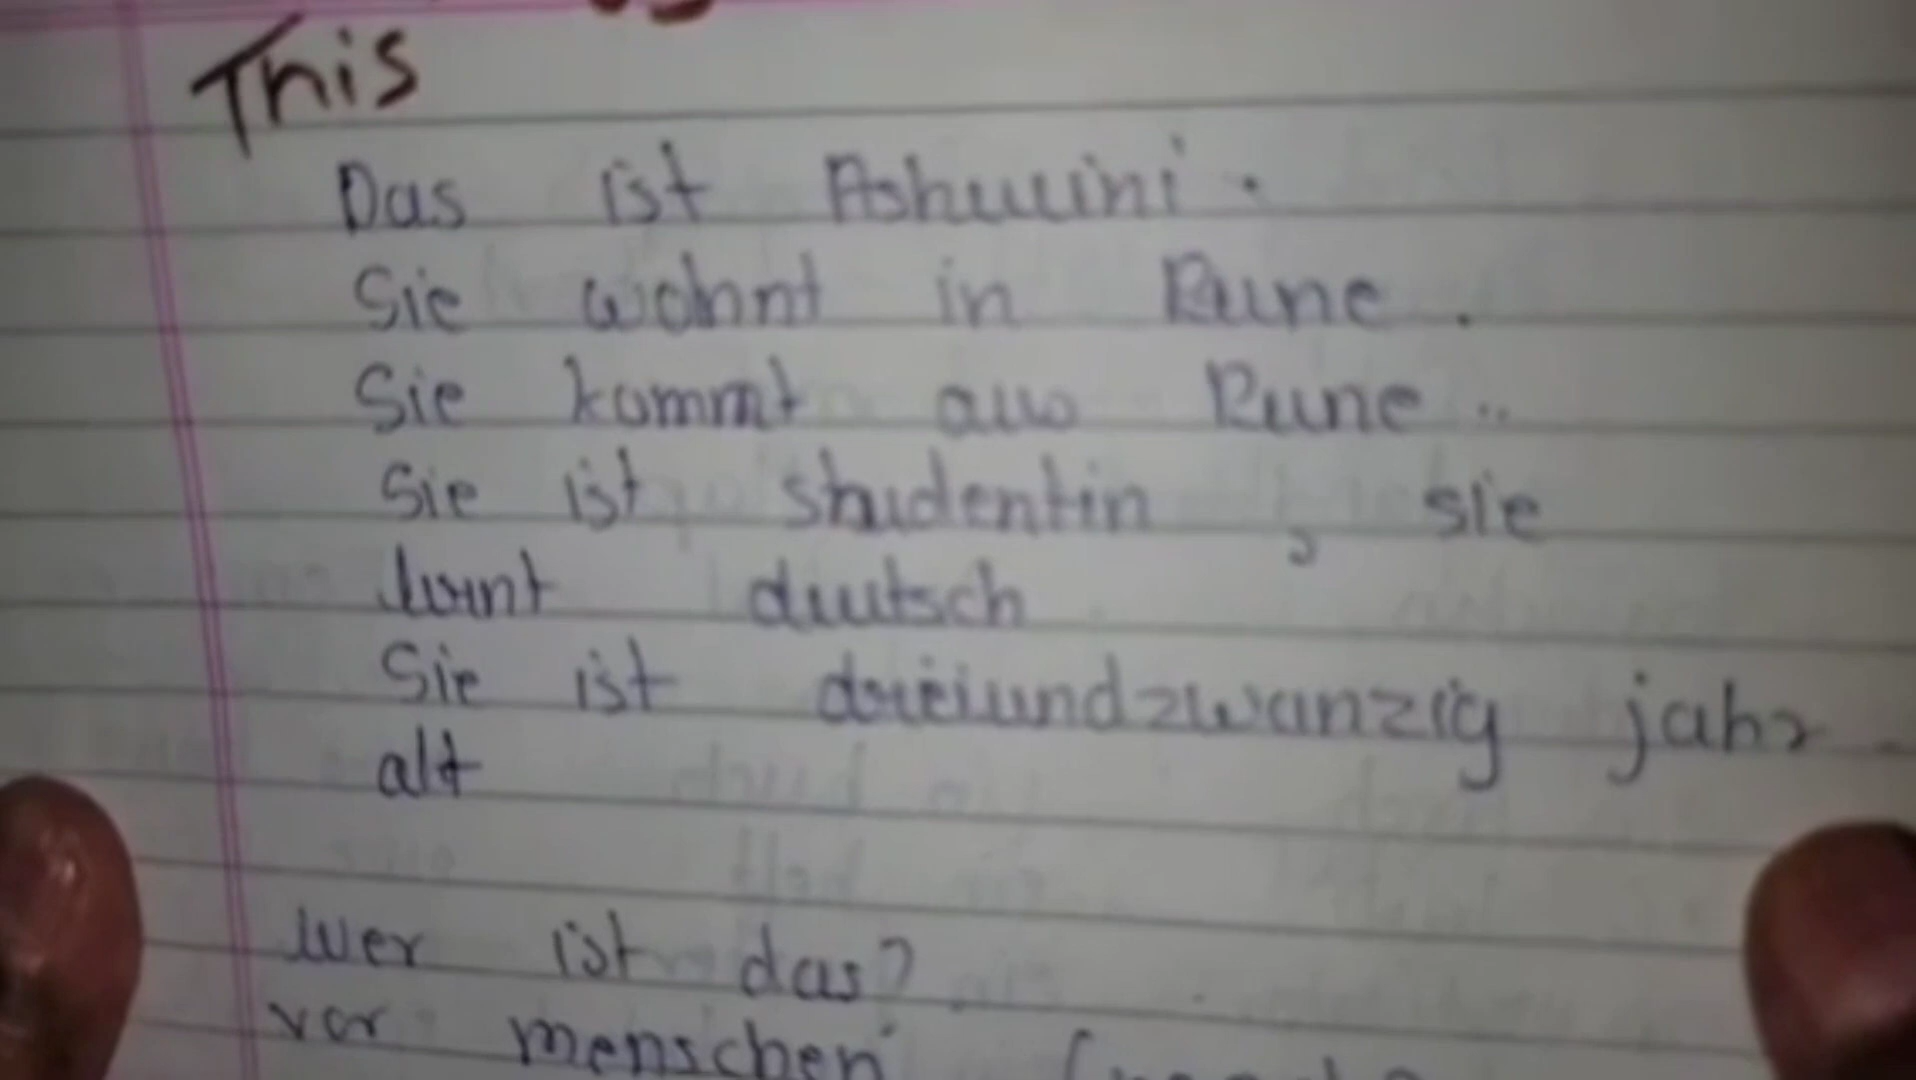 This
Das ist Ashwini.
Sie wohnt in Pune.
Sie kommt aus Pune..
Sie ist studentin, sie
lernt deutsch
Sie ist dreiundzwanzig jahr
alt
wer ist das?
vor menschen